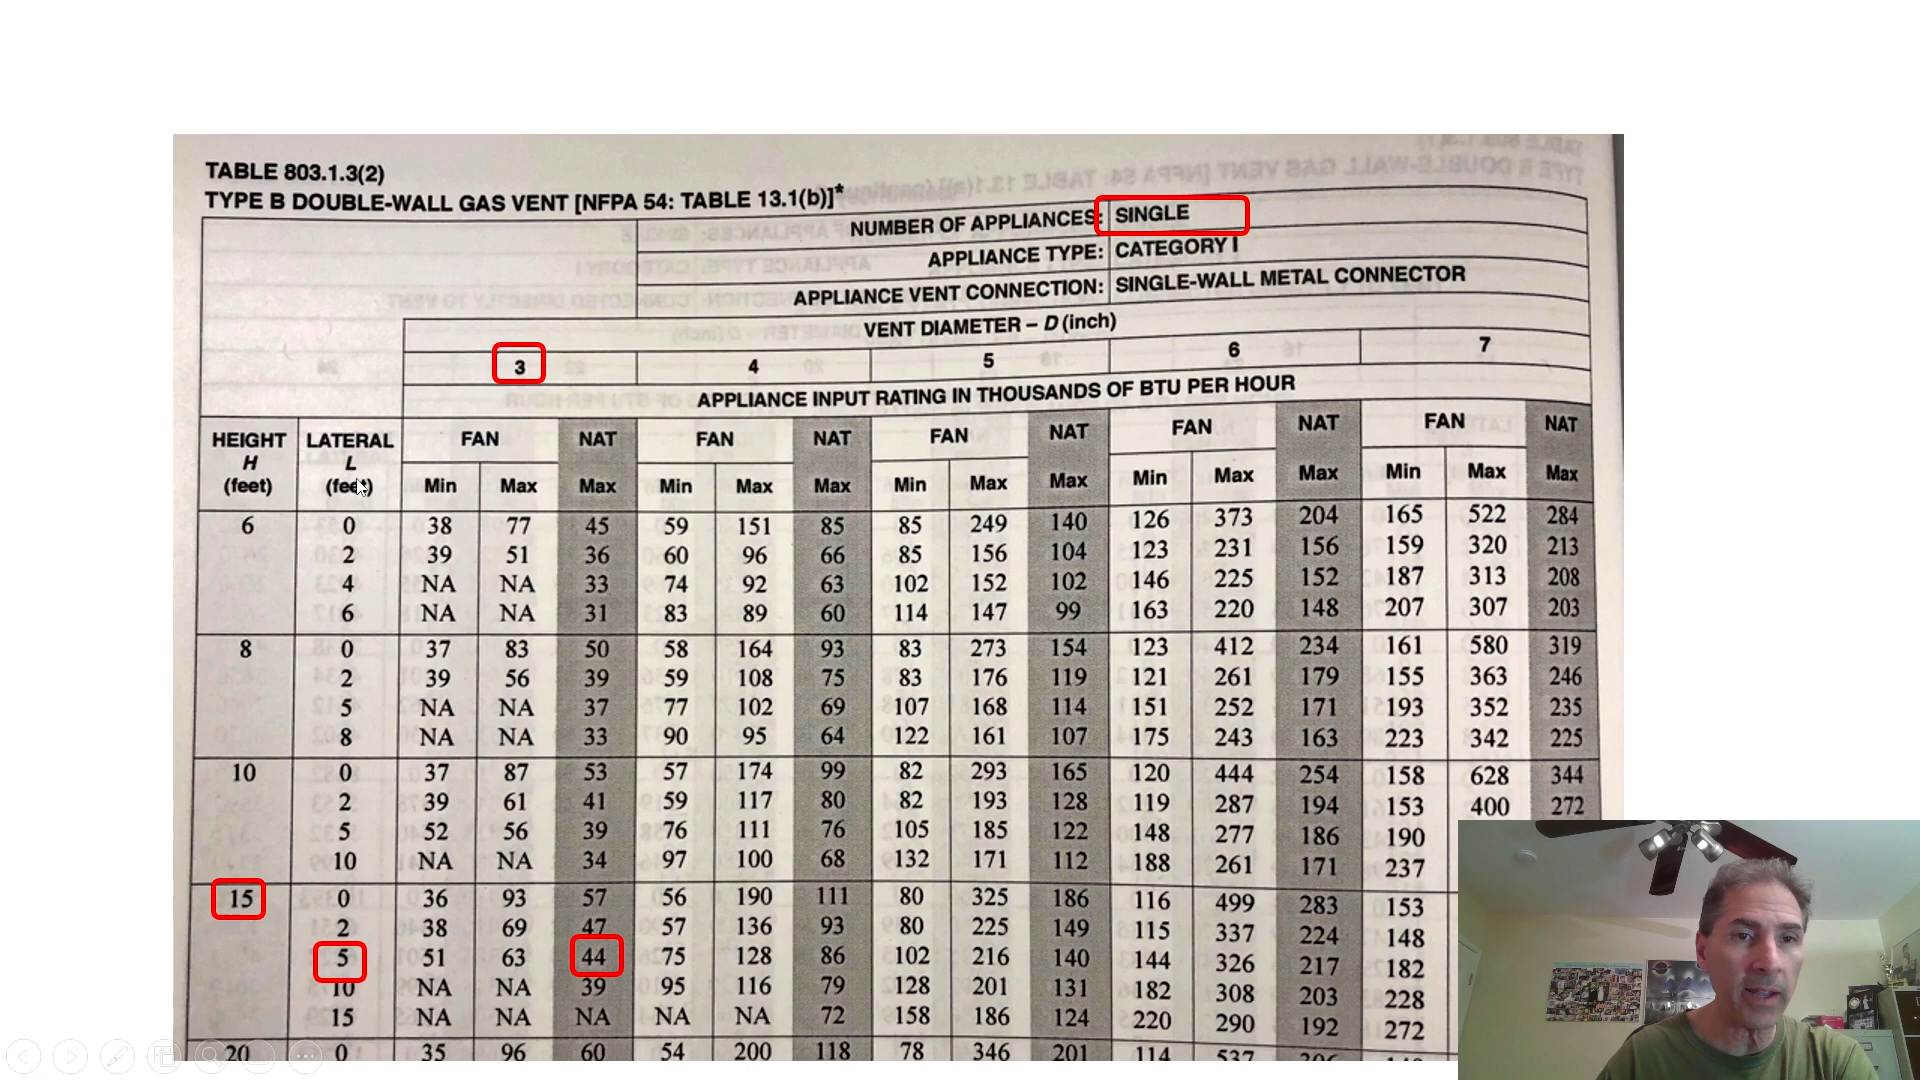 TABLE 803.1.3(2)
TYPE B DOUBLE-WALL GAS VENT [NFPA 54: TABLE 13.1(b)]*
NUMBER OF APPLIANCES: SINGLE
APPLIANCE TYPE: CATEGORY I
APPLIANCE VENT CONNECTION: SINGLE-WALL METAL CONNECTOR
VENT DIAMETER – D (inch)
3 4 5 6 7
APPLIANCE INPUT RATING IN THOUSANDS OF BTU PER HOUR
HEIGHT LATERAL FAN NAT FAN NAT FAN NAT FAN NAT FAN NAT
H L
(feet) (feet) Min Max Max Min Max Max Min Max Max Min Max Max Min Max Max
6 0 38 77 45 59 151 85 85 249 140 126 373 204 165 522 284
2 39 51 36 60 96 66 85 156 104 123 231 156 159 320 213
4 NA NA 33 74 92 63 102 152 102 146 225 152 187 313 208
6 NA NA 31 83 89 60 114 147 99 163 220 148 207 307 203
8 0 37 83 50 58 164 93 83 273 154 123 412 234 161 580 319
2 39 56 39 59 108 75 83 176 119 121 261 179 155 363 246
5 NA NA 37 77 102 69 107 168 114 151 252 171 193 352 235
8 NA NA 33 90 95 64 122 161 107 175 243 163 223 342 225
10 0 37 87 53 57 174 99 82 293 165 120 444 254 158 628 344
2 39 61 41 59 117 80 82 193 128 119 287 194 153 400 272
5 52 56 39 76 111 76 105 185 122 148 277 186 190
10 NA NA 34 97 100 68 132 171 112 188 261 171 237
15 0 36 93 57 56 190 111 80 325 186 116 499 283 153
2 38 69 47 57 136 93 80 225 149 115 337 224 148
5 51 63 44 75 128 86 102 216 140 144 326 217 182
10 NA NA 39 95 116 79 128 201 131 182 308 203 228
15 NA NA NA NA NA 72 158 186 124 220 290 192 272
20 0 35 96 60 54 200 118 78 346 201 114 537